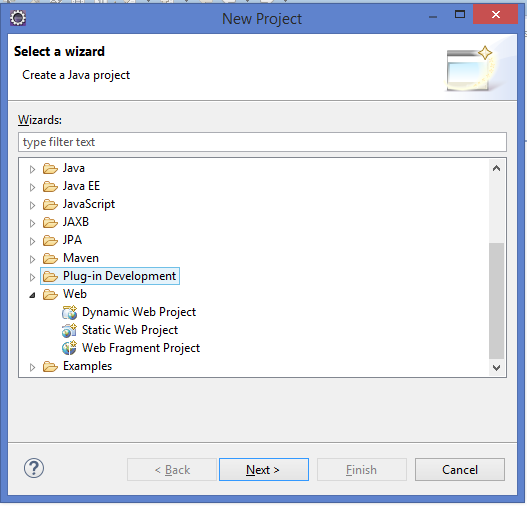 New Project
Select a wizard
Create a Java project
Wizards:
type filter text
Java
Java EE
JavaScript
JAXB
JPA
Maven
Plug-in Development
Web
Dynamic Web Project
Static Web Project
Web Fragment Project
Examples
? < Back Next > Finish Cancel